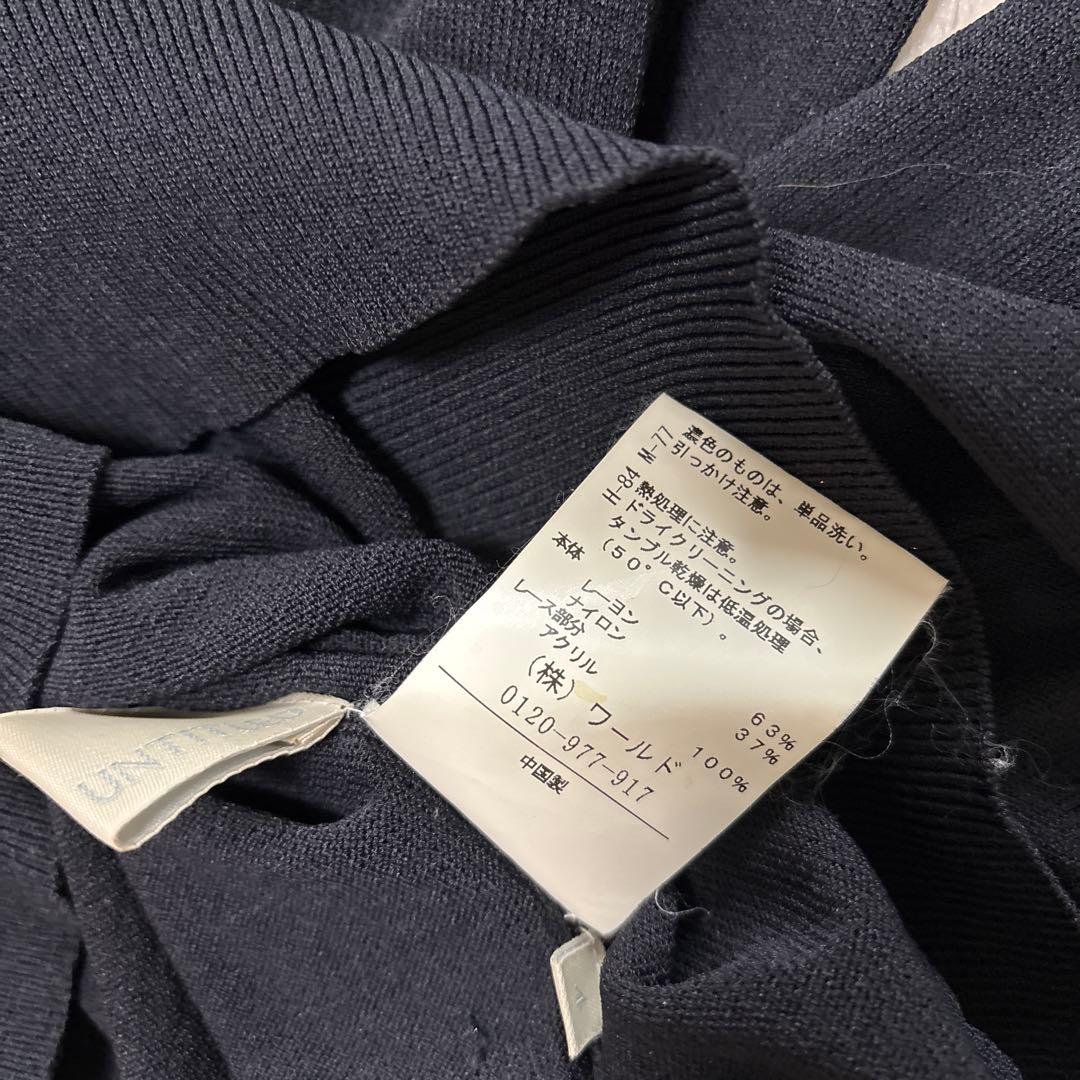 濃色のものは、単品洗い。
M-77 引っかけ注意。
H-84 熱処理に注意。
ドライクリーニングの場合、
タンブル乾燥は低温処理
(50°C以下)。
本体 レーヨン 63%
ナイロン 37%
レース部分
アクリル 100%
(株)ワールド
0120-977-917
中国製